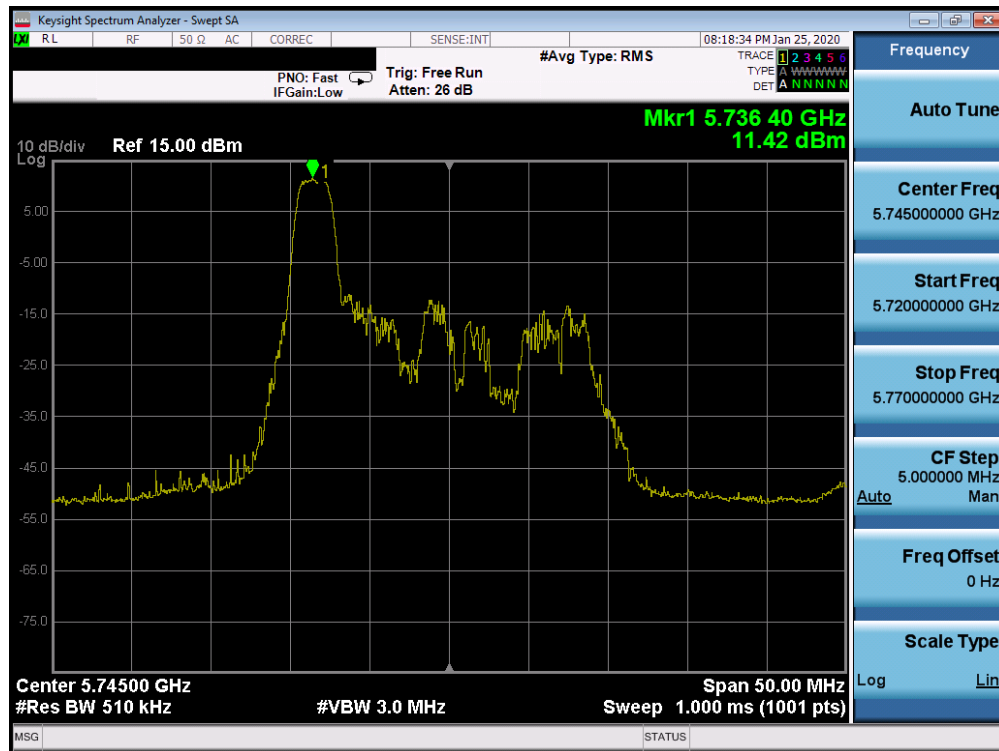 Keysight Spectrum Analyzer - Swept SA
LXI RL RF 50 Ω AC CORREC SENSE:INT 08:18:34 PM Jan 25, 2020
#Avg Type: RMS TRACE 1 2 3 4 5 6
PNO: Fast Trig: Free Run TYPE A WWWWW
IFGain:Low Atten: 26 dB DET A N N N N N
Mkr1 5.736 40 GHz
11.42 dBm
10 dB/div Ref 15.00 dBm
Log
1
5.00
-5.00
-15.0
-25.0
-35.0
-45.0
-55.0
-65.0
-75.0
Center 5.74500 GHz Span 50.00 MHz
#Res BW 510 kHz #VBW 3.0 MHz Sweep 1.000 ms (1001 pts)
MSG STATUS
Frequency
Auto Tune
Center Freq
5.745000000 GHz
Start Freq
5.720000000 GHz
Stop Freq
5.770000000 GHz
CF Step
5.000000 MHz
Auto Man
Freq Offset
0 Hz
Scale Type
Log Lin